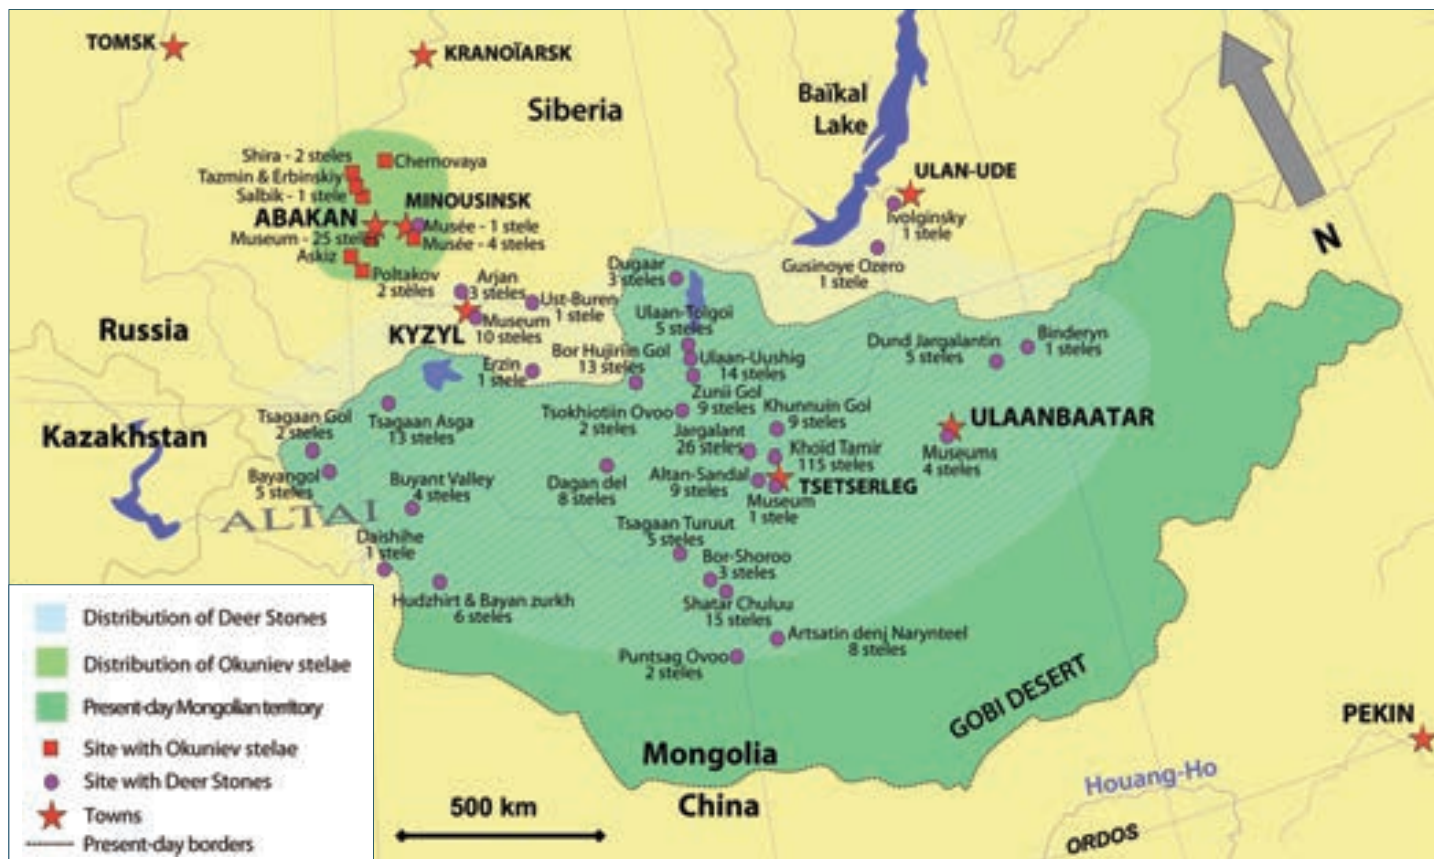 TOMSK
KRANOÏARSK
Siberia
Baïkal
Lake
ULAN-UDE
Ivolginsky
1 stele
Gusinoye Ozero
1 stele
N
Shira - 2 steles
Chernovaya
Tazmin & Erbinskiy
Salbik - 1 stele
MINOUSINSK
ABAKAN
Musée - 1 stele
Museum - 25 steles
Musée - 4 steles
Askiz
Poltakov
2 stèles
Arjan
3 steles
Ust-Buren
1 stele
Museum
10 steles
KYZYL
Russia
Erzin
1 stele
Dugaar
3 steles
Ulaan-Tolgoi
5 steles
Bor Hujiriin Gol
13 steles
Ulaan-Uushig
14 steles
Zunii Gol
9 steles
Dund Jargalantin
5 steles
Binderyn
1 steles
Kazakhstan
Tsagaan Gol
2 steles
Tsagaan Asga
13 steles
Tsokhiotiin Ovoo
2 steles
Khunnuin Gol
9 steles
Jargalant
26 steles
Khoid Tamir
115 steles
ULAANBAATAR
Museums
4 steles
Bayangol
5 steles
Buyant Valley
4 steles
Dagan del
8 steles
Altan-Sandal
9 steles
TSETSERLEG
Museum
1 stele
ALTAI
Daishihe
1 stele
Tsagaan Turuut
5 steles
Bor-Shoroo
3 steles
Hudzhirt & Bayan zurkh
6 steles
Shatar Chuluu
15 steles
Artsatin denj Narynteel
8 steles
Puntsag Ovoo
2 steles
GOBI DESERT
PEKIN
Mongolia
China
Houang-Ho
ORDOS
500 km
Distribution of Deer Stones
Distribution of Okuniev stelae
Present-day Mongolian territory
Site with Okuniev stelae
Site with Deer Stones
Towns
Present-day borders